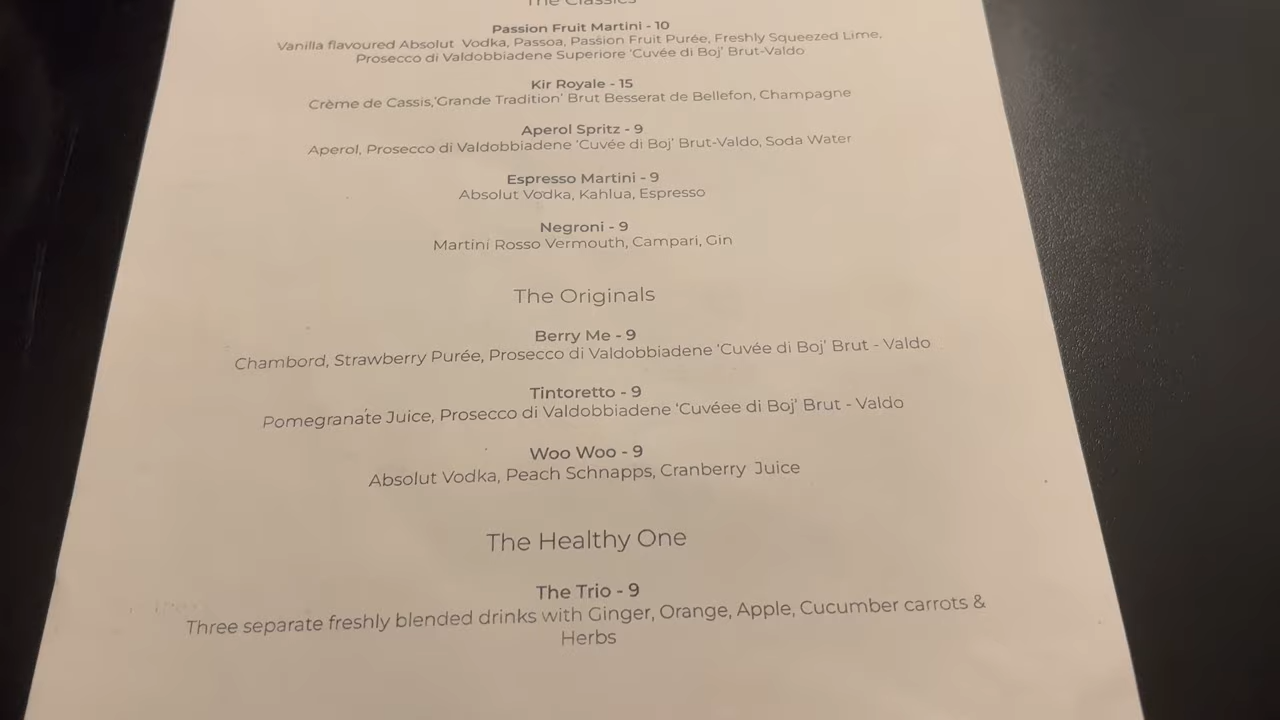 The Classics
Passion Fruit Martini - 10
Vanilla flavoured Absolut Vodka, Passoa, Passion Fruit Purée, Freshly Squeezed Lime,
Prosecco di Valdobbiadene Superiore 'Cuvée di Boj' Brut-Valdo
Kir Royale - 15
Crème de Cassis,'Grande Tradition' Brut Besserat de Bellefon, Champagne
Aperol Spritz - 9
Aperol, Prosecco di Valdobbiadene 'Cuvée di Boj' Brut-Valdo, Soda Water
Espresso Martini - 9
Absolut Vodka, Kahlua, Espresso
Negroni - 9
Martini Rosso Vermouth, Campari, Gin
The Originals
Berry Me - 9
Chambord, Strawberry Purée, Prosecco di Valdobbiadene 'Cuvée di Boj' Brut - Valdo
Tintoretto - 9
Pomegranate Juice, Prosecco di Valdobbiadene 'Cuvéee di Boj' Brut - Valdo
Woo Woo - 9
Absolut Vodka, Peach Schnapps, Cranberry Juice
The Healthy One
The Trio - 9
Three separate freshly blended drinks with Ginger, Orange, Apple, Cucumber carrots &
Herbs